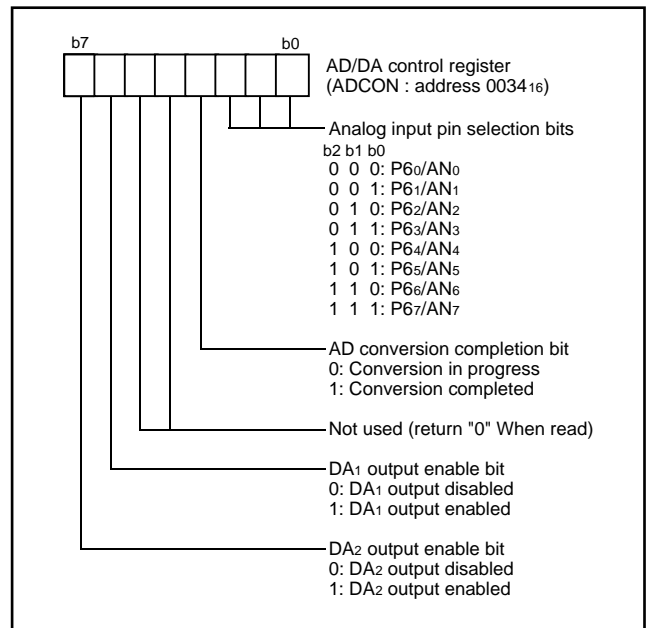 b7 b0
AD/DA control register
(ADCON : address 0034₁₆)
Analog input pin selection bits
b2 b1 b0
0 0 0: P6₀/AN₀
0 0 1: P6₁/AN₁
0 1 0: P6₂/AN₂
0 1 1: P6₃/AN₃
1 0 0: P6₄/AN₄
1 0 1: P6₅/AN₅
1 1 0: P6₆/AN₆
1 1 1: P6₇/AN₇
AD conversion completion bit
0: Conversion in progress
1: Conversion completed
Not used (return "0" When read)
DA₁ output enable bit
0: DA₁ output disabled
1: DA₁ output enabled
DA₂ output enable bit
0: DA₂ output disabled
1: DA₂ output enabled